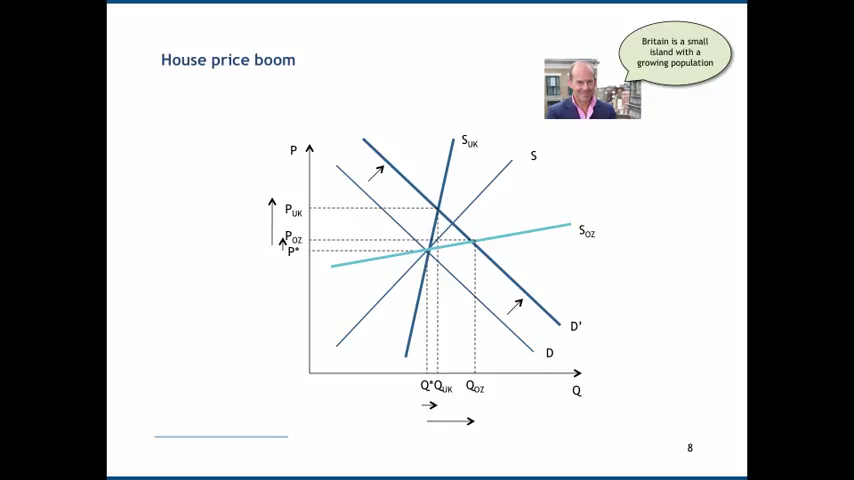 House price boom
Britain is a small
island with a
growing population
P
S_UK
S
P_UK
S_OZ
P_OZ
P*
D’
D
Q* Q_UK Q_OZ
Q
8